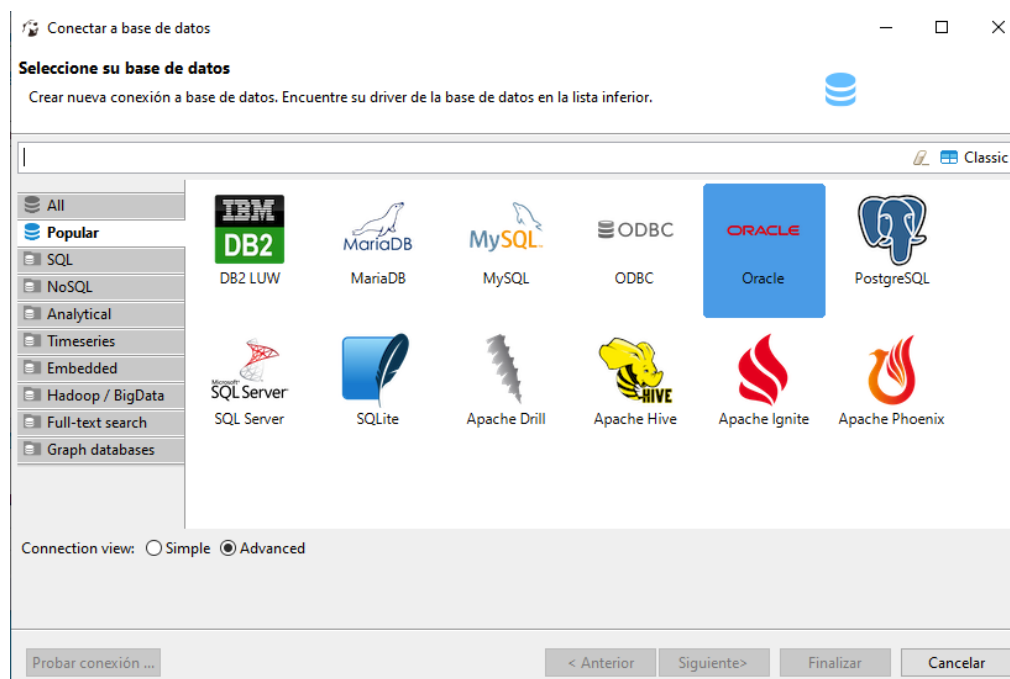 Conectar a base de datos
Seleccione su base de datos
Crear nueva conexión a base de datos. Encuentre su driver de la base de datos en la lista inferior.
Classic
All
Popular
SQL
NoSQL
Analytical
Timeseries
Embedded
Hadoop / BigData
Full-text search
Graph databases
IBM
DB2
MariaDB
MySQL
ODBC
ORACLE
DB2 LUW
MariaDB
MySQL
ODBC
Oracle
PostgreSQL
Microsoft
SQL Server
HIVE
SQL Server
SQLite
Apache Drill
Apache Hive
Apache Ignite
Apache Phoenix
Connection view: Simple Advanced
Probar conexión ...
< Anterior
Siguiente>
Finalizar
Cancelar